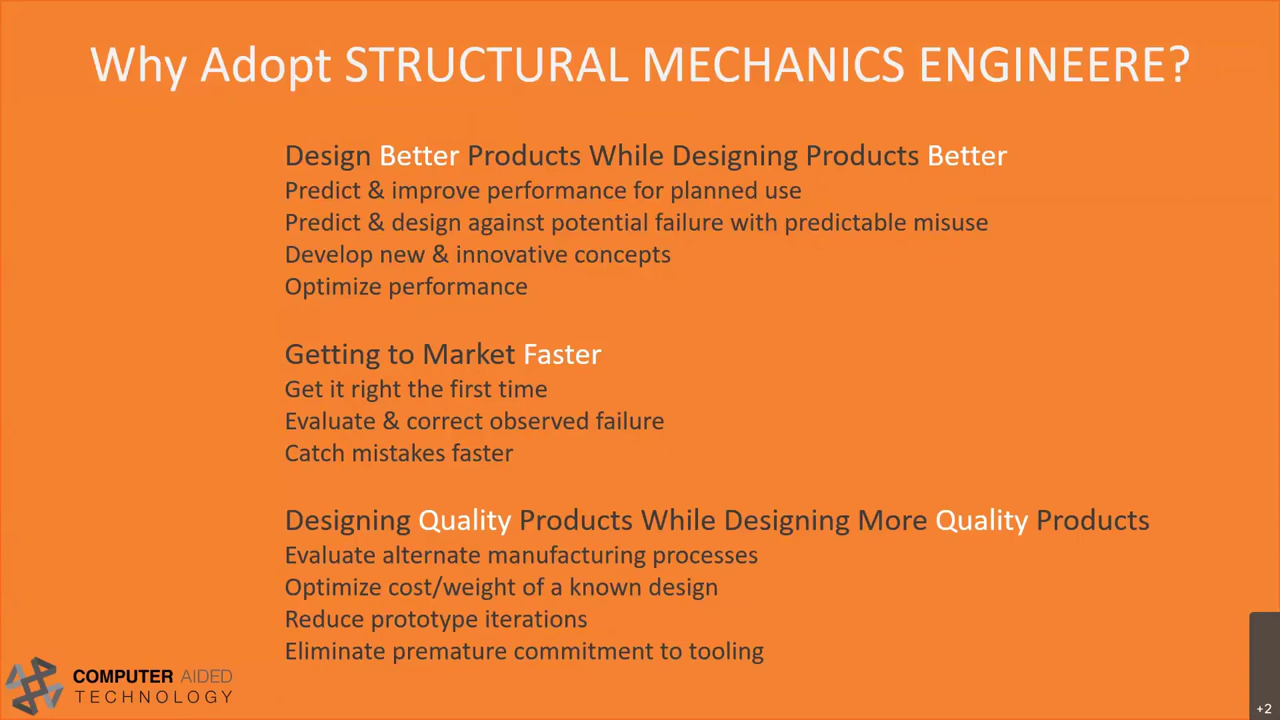 Why Adopt STRUCTURAL MECHANICS ENGINEERE?
Design Better Products While Designing Products Better
Predict & improve performance for planned use
Predict & design against potential failure with predictable misuse
Develop new & innovative concepts
Optimize performance
Getting to Market Faster
Get it right the first time
Evaluate & correct observed failure
Catch mistakes faster
Designing Quality Products While Designing More Quality Products
Evaluate alternate manufacturing processes
Optimize cost/weight of a known design
Reduce prototype iterations
Eliminate premature commitment to tooling
COMPUTER AIDED
TECHNOLOGY
+2